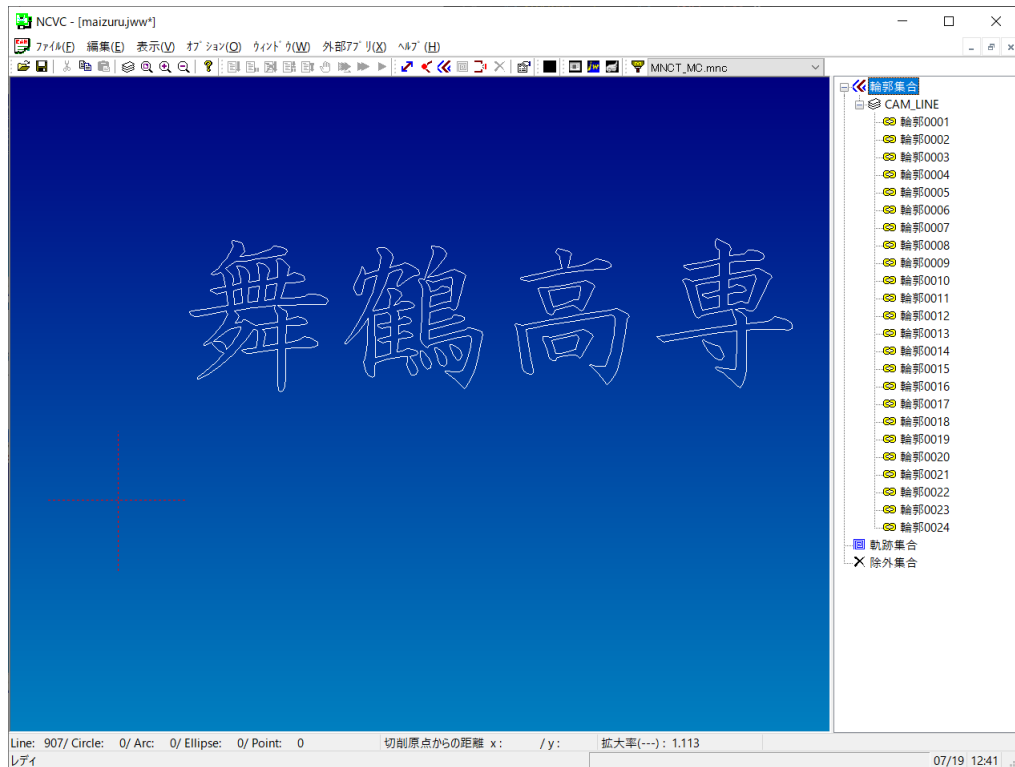 NCVC - [maizuru.jww*]
ファイル(F) 編集(E) 表示(V) オプション(O) ウィンドウ(W) 外部アプリ(X) ヘルプ(H)
MNCT_MC.mnc
輪郭集合
CAM_LINE
輪郭0001
輪郭0002
輪郭0003
輪郭0004
輪郭0005
輪郭0006
輪郭0007
輪郭0008
輪郭0009
輪郭0010
輪郭0011
輪郭0012
輪郭0013
輪郭0014
輪郭0015
輪郭0016
輪郭0017
輪郭0018
輪郭0019
輪郭0020
輪郭0021
輪郭0022
輪郭0023
輪郭0024
軌跡集合
除外集合
舞鶴高専
Line: 907/ Circle: 0/ Arc: 0/ Ellipse: 0/ Point: 0 切削原点からの距離 x: / y: 拡大率(---) : 1.113
レディ 07/19 12:41